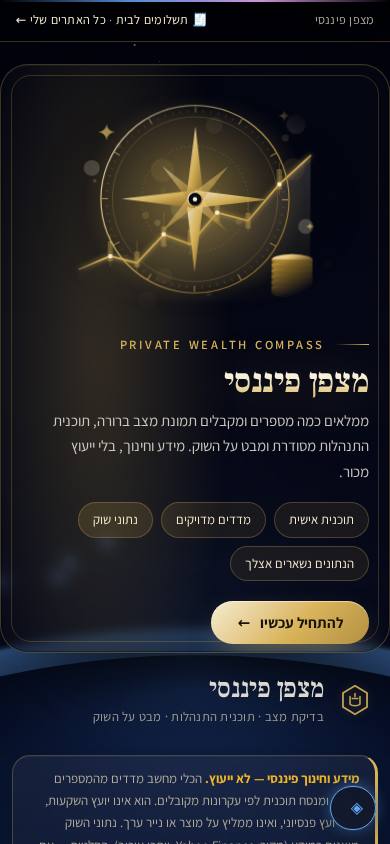 מצפן פיננסי
🧾 תשלומים לבית · כל האתרים שלי ←
PRIVATE WEALTH COMPASS
מצפן פיננסי
ממלאים כמה מספרים ומקבלים תמונת מצב ברורה, תוכנית
התנהלות מסודרת ומבט על השוק. מידע וחינוך, בלי ייעוץ
מכור.
תוכנית אישית
מדדים מדויקים
נתוני שוק
הנתונים נשארים אצלך
להתחיל עכשיו ←
מצפן פיננסי
בדיקת מצב · תוכנית התנהלות · מבט על השוק
מידע וחינוך פיננסי — לא ייעוץ. הכלי מחשב מדדים מהמספרים
ומנסח תוכנית לפי עקרונות מקובלים. הוא אינו יועץ השקעות,
פנסיוני, ואינו ממליץ על מוצר או נייר ערך. נתוני השוק